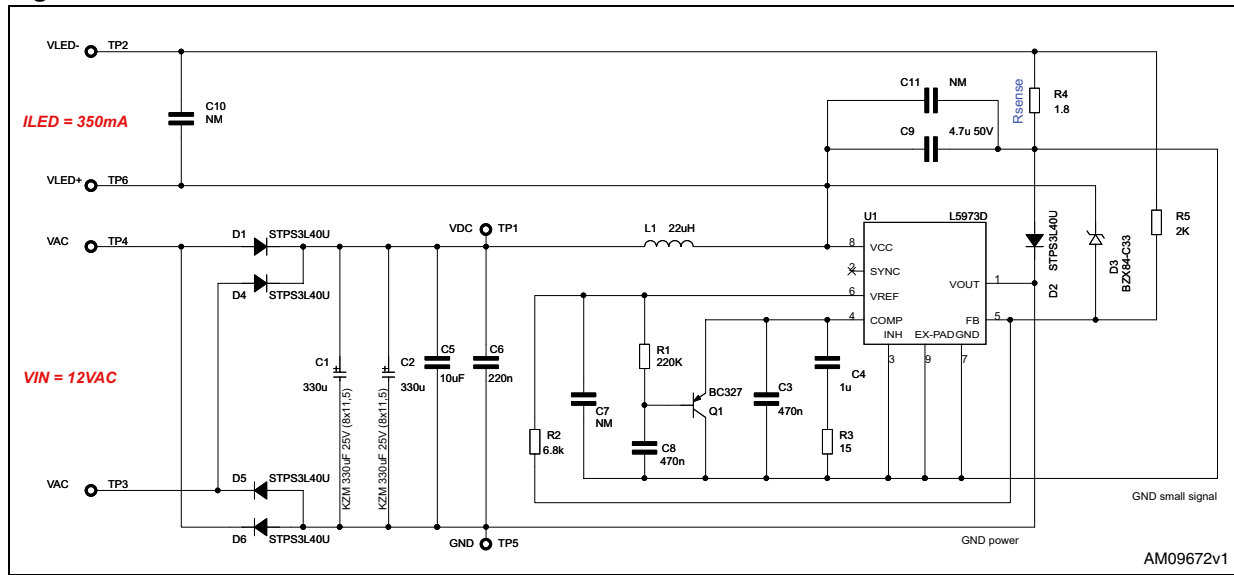 VLED- TP2
C10
NM
ILED = 350mA
VLED+ TP6
VAC TP4
D1 STPS3L40U
D4 STPS3L40U
VIN = 12VAC
C1
330u
KZM 330uF 25V (8x11,5)
C2
330u
KZM 330uF 25V (8x11,5)
C5
10uF
C6
220n
VDC TP1
L1 22uH
VAC TP3
D5 STPS3L40U
D6 STPS3L40U
GND TP5
R2
6.8k
C7
NM
R1
220K
C8
470n
BC327
Q1
C3
470n
C4
1u
R3
15
C11 NM
C9 4.7u 50V
Rsense
R4
1.8
U1 L5973D
8 VCC
2 SYNC
6 VREF
4 COMP
VOUT 1
FB 5
INH EX-PAD GND
3 9 7
D2 STPS3L40U
D3
BZX84-C33
R5
2K
GND small signal
GND power
AM09672v1